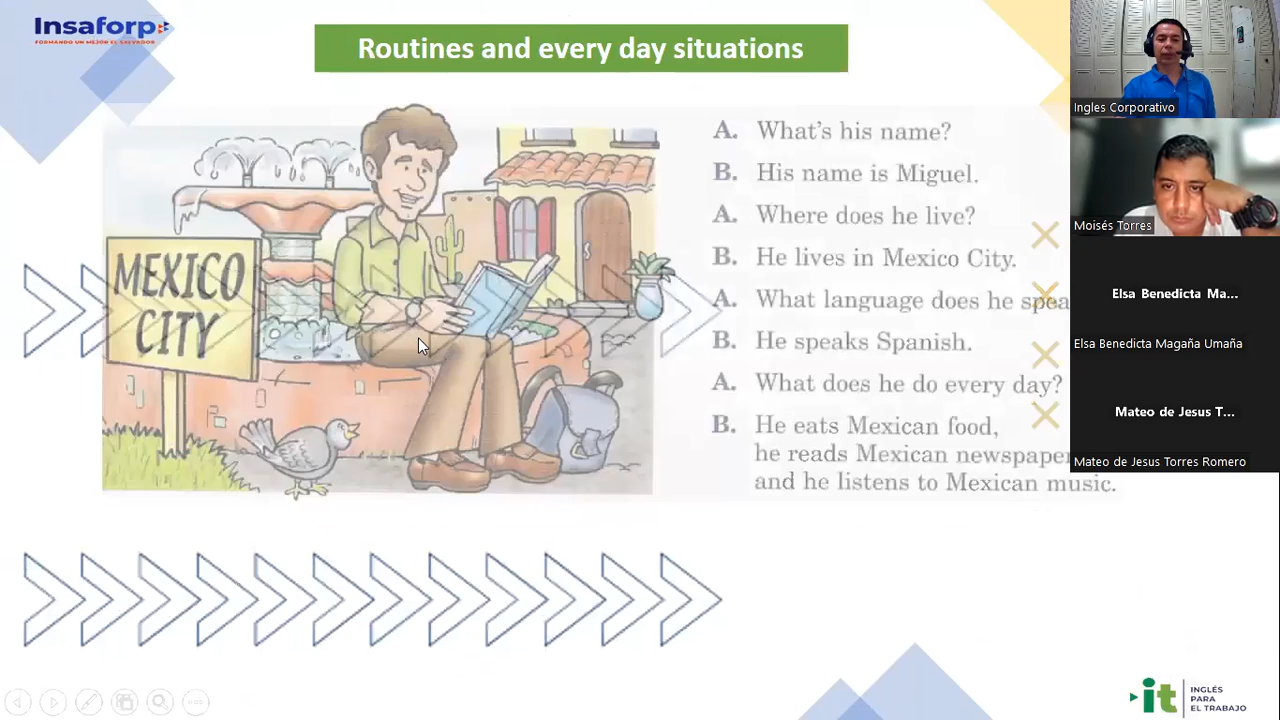 Insaforp
FORMANDO UN MEJOR EL SALVADOR
Routines and every day situations
MEXICO
CITY
A. What's his name?
B. His name is Miguel.
A. Where does he live?
B. He lives in Mexico City.
A. What language does he spea
B. He speaks Spanish.
A. What does he do every day?
B. He eats Mexican food,
he reads Mexican newspaper
and he listens to Mexican music.
Ingles Corporativo
Moisés Torres
Elsa Benedicta Ma...
Elsa Benedicta Magaña Umaña
Mateo de Jesus T...
Mateo de Jesus Torres Romero
it
INGLÉS
PARA
EL TRABAJO